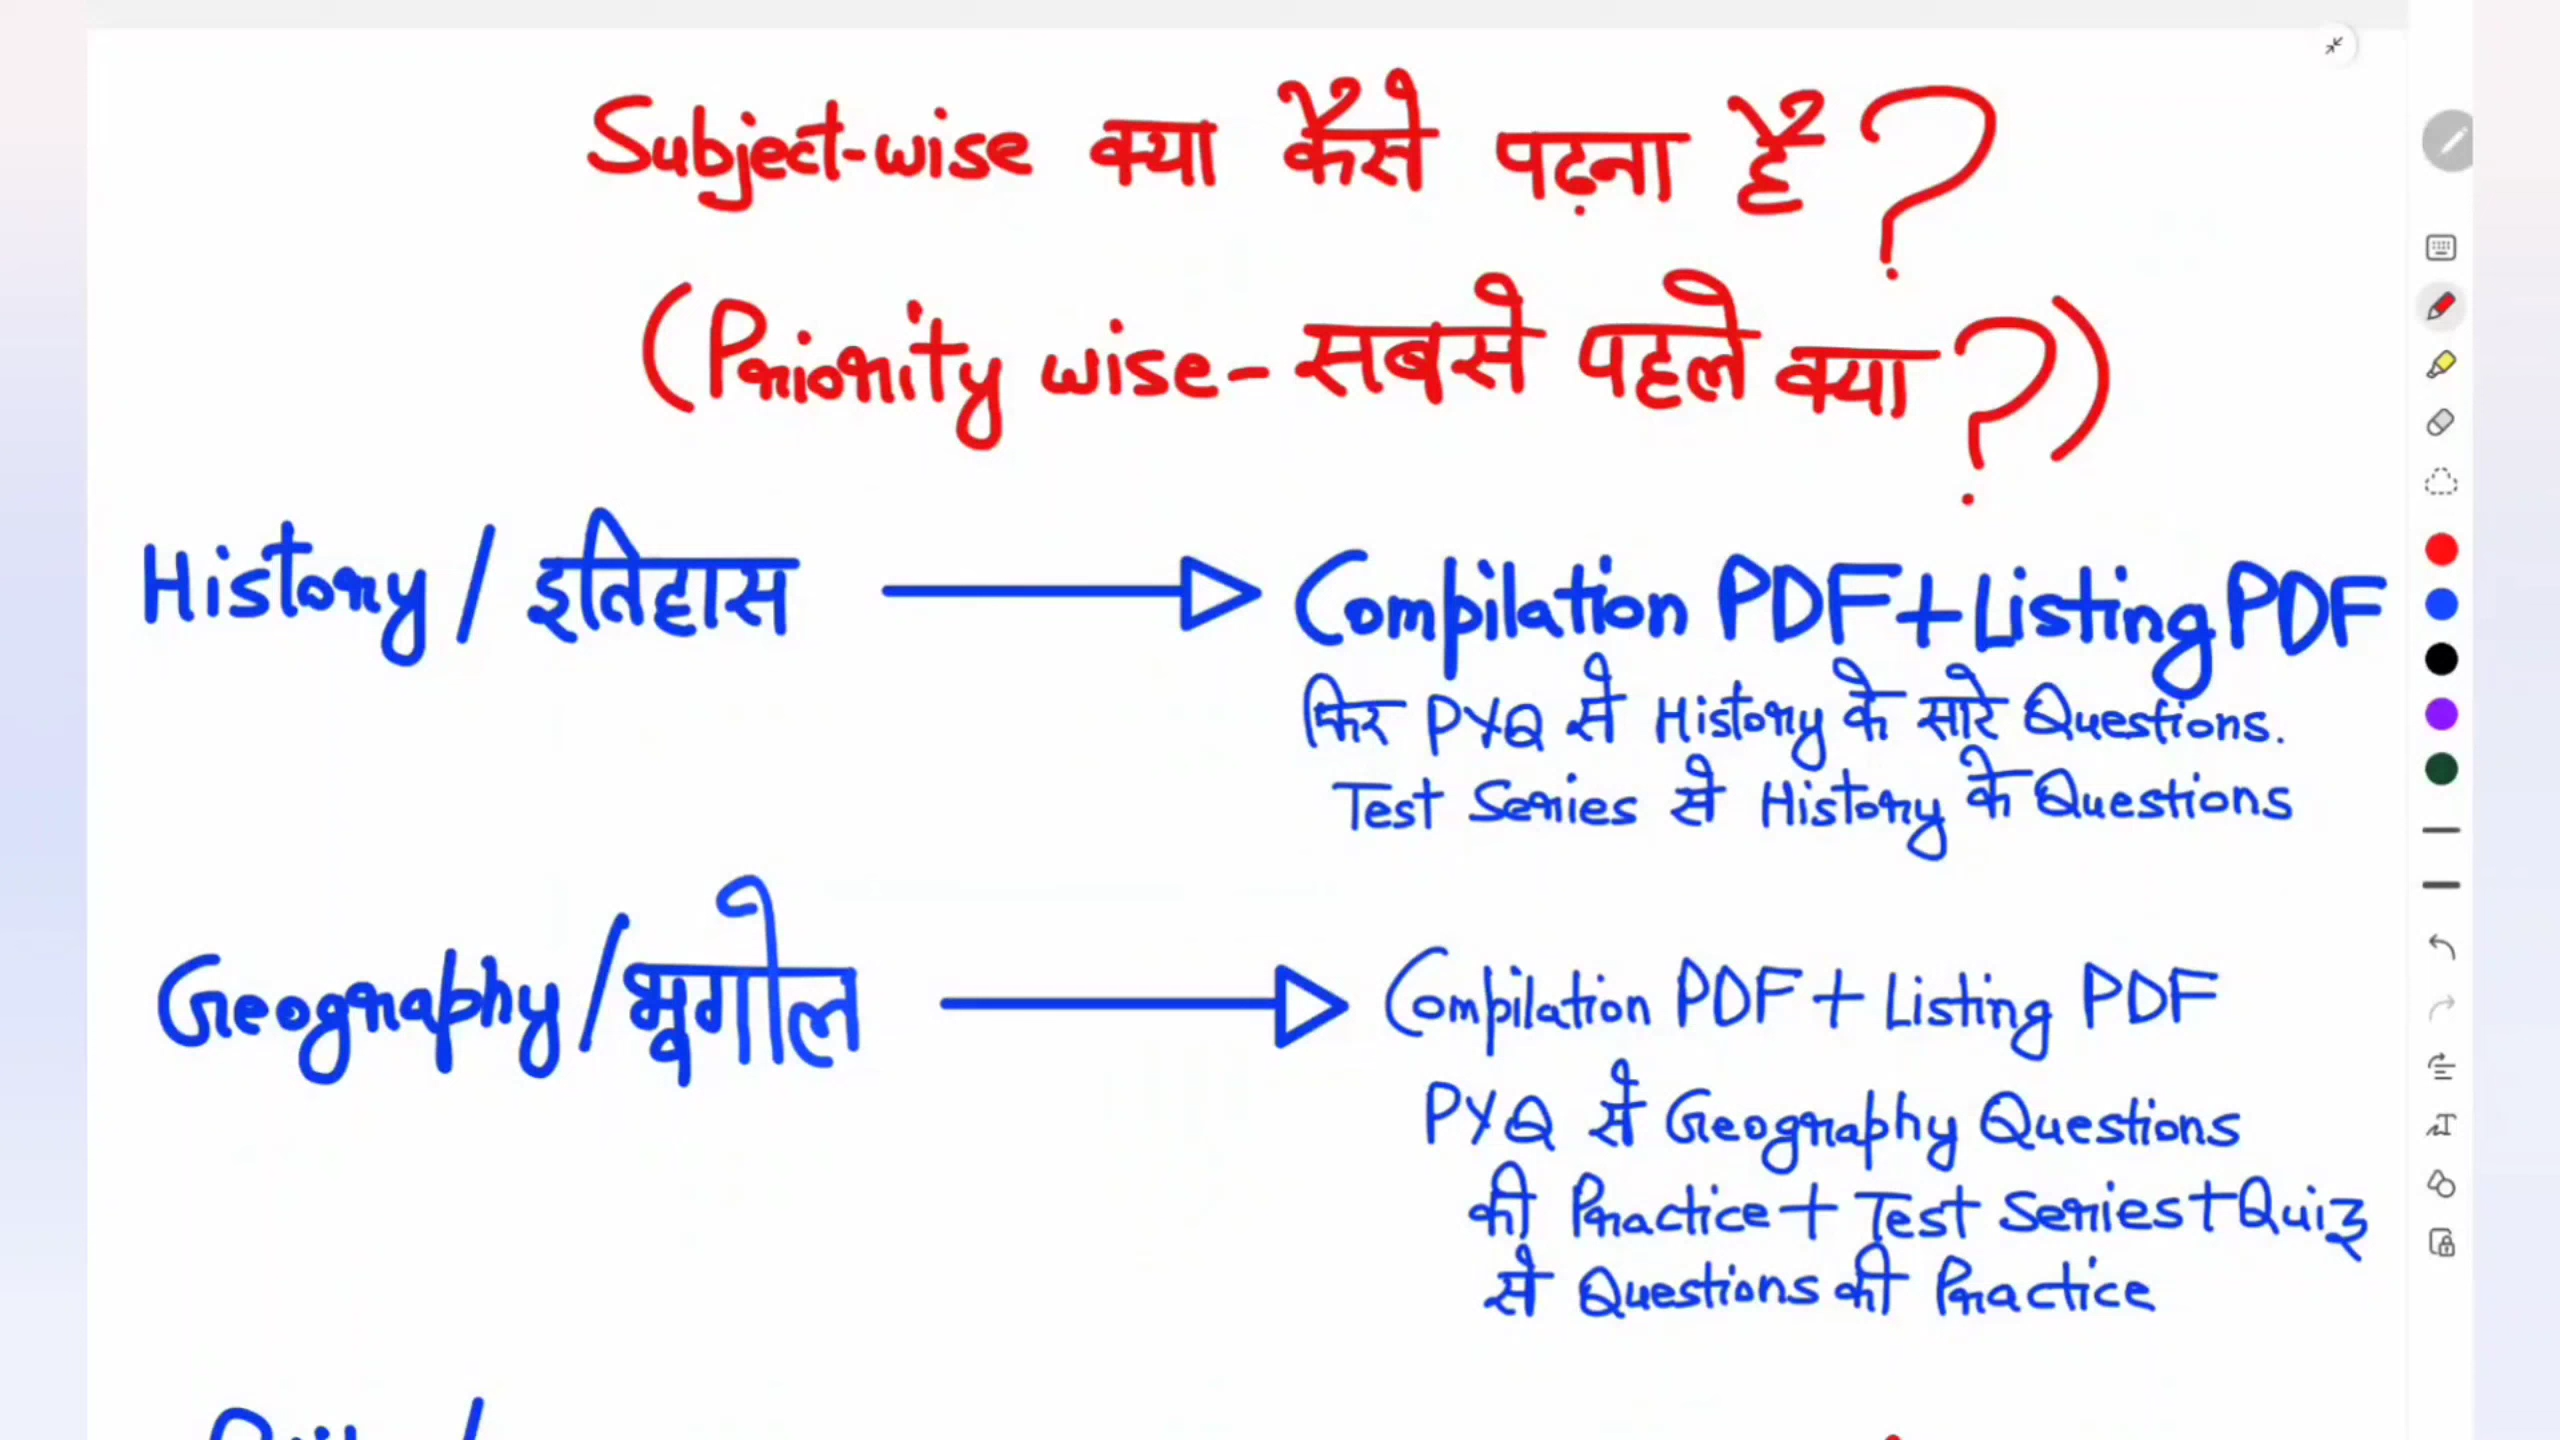 Subject-wise क्या कैसे पढ़ना है?
(Priority wise - सबसे पहले क्या?)
History / इतिहास → Compilation PDF + Listing PDF
फिर PYQ से History के सारे Questions.
Test Series से History के Questions
Geography / भूगोल → Compilation PDF + Listing PDF
PYQ से Geography Questions
की Practice + Test Series + Quiz
से Questions की Practice